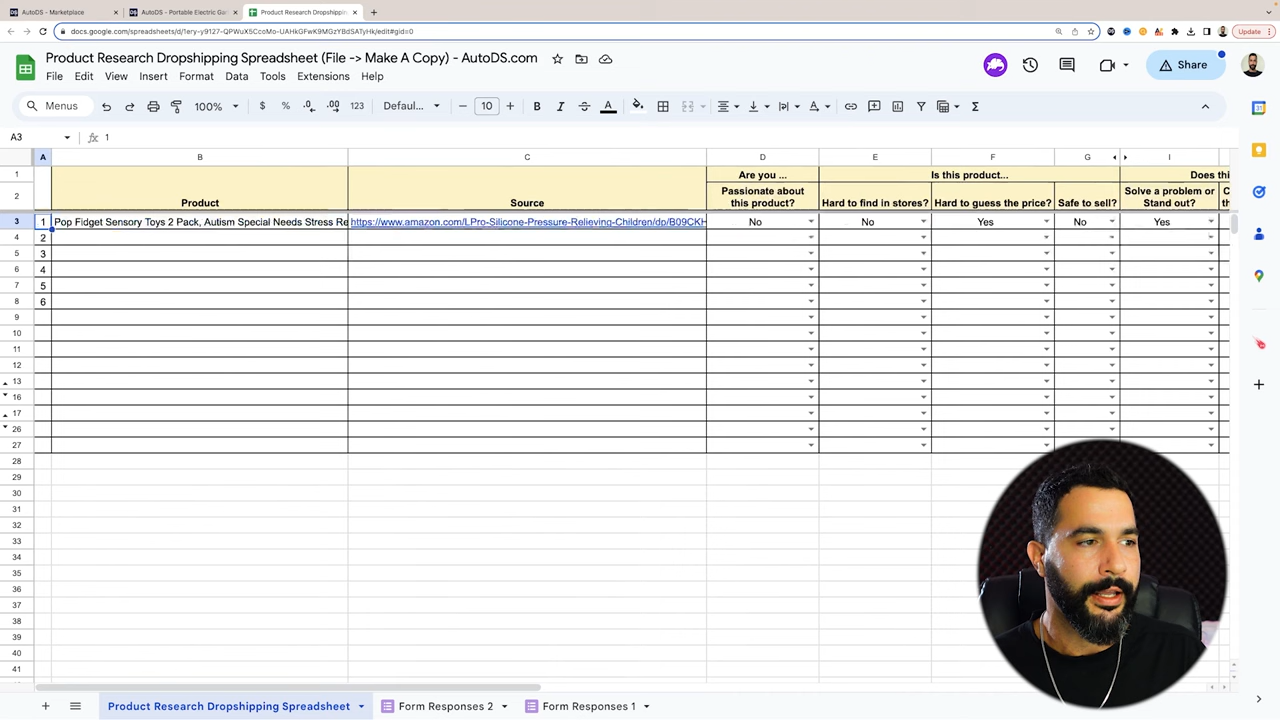 AutoDS - Marketplace
AutoDS - Portable Electric Ga
Product Research Dropshipping
docs.google.com/spreadsheets/d/1ery-y9127-QPWuX5CcoMo-UAHkGFwK9MGzYBdSATyHk/edit#gid=0
Update
Product Research Dropshipping Spreadsheet (File -> Make A Copy) - AutoDS.com
File Edit View Insert Format Data Tools Extensions Help
Share
Menus 100% $ % .0 .00 123 Defaul... 10 B I A
A3 fx 1
A B C D E F G I
1 Are you ... Is this product... Does thi
2 Product Source Passionate about this product? Hard to find in stores? Hard to guess the price? Safe to sell? Solve a problem or Stand out?
3 1 Pop Fidget Sensory Toys 2 Pack, Autism Special Needs Stress Re https://www.amazon.com/LPro-Silicone-Pressure-Relieving-Children/dp/B09CKH No No Yes No Yes
4 2
5 3
6 4
7 5
8 6
9
10
11
12
13
16
17
26
27
28
29
30
31
32
33
34
35
36
37
38
39
40
41
Product Research Dropshipping Spreadsheet Form Responses 2 Form Responses 1